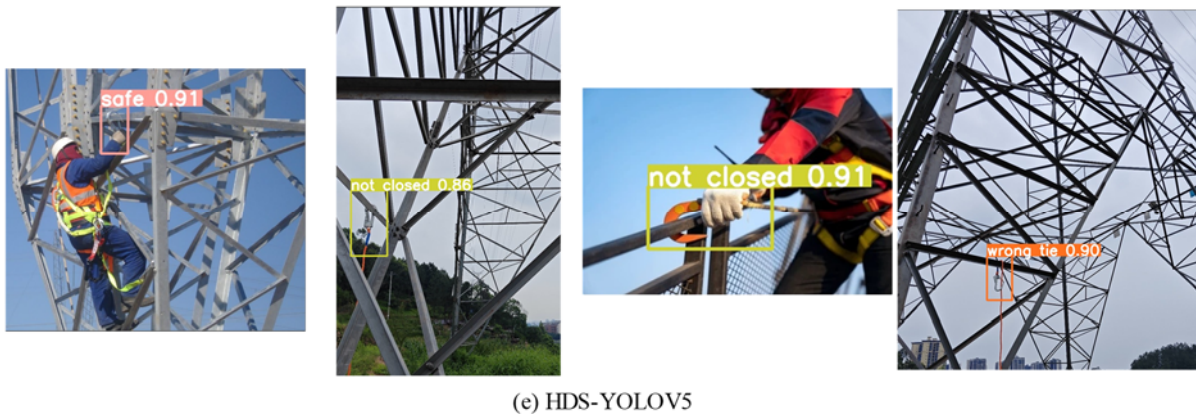 safe 0.91
not closed 0.86
not closed 0.91
wrong tie 0.90
(e) HDS-YOLOV5